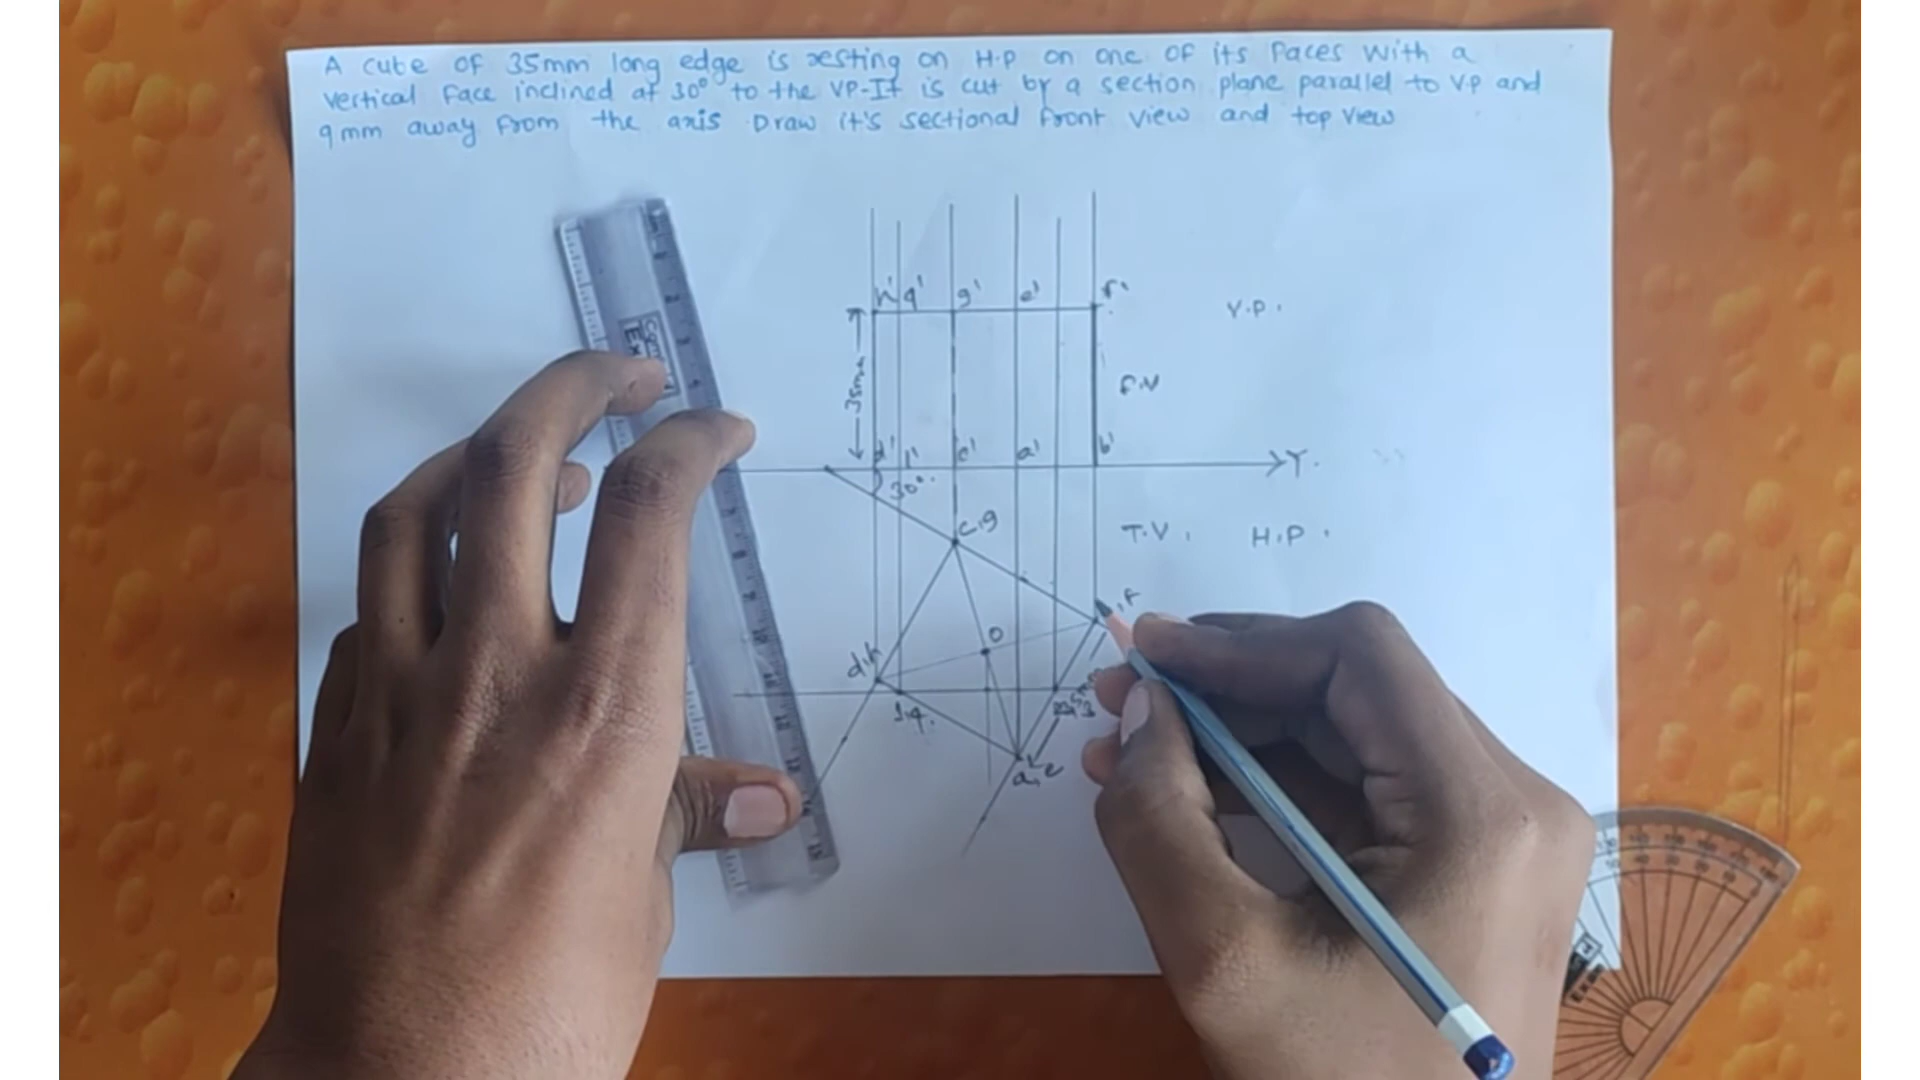 A cube of 35mm long edge is resting on H.P on one of its faces with a
vertical face inclined at 30° to the VP-It is cut by a section plane parallel to V.P and
9mm away from the axis Draw it's sectional front view and top view
h' 4' g' e' f'
V.P.
35mm
F.V
d' 1' c' a' b'
Y.
30°.
c,g
T.V.
H.P.
,f
O
d,h
1,4.
a,e